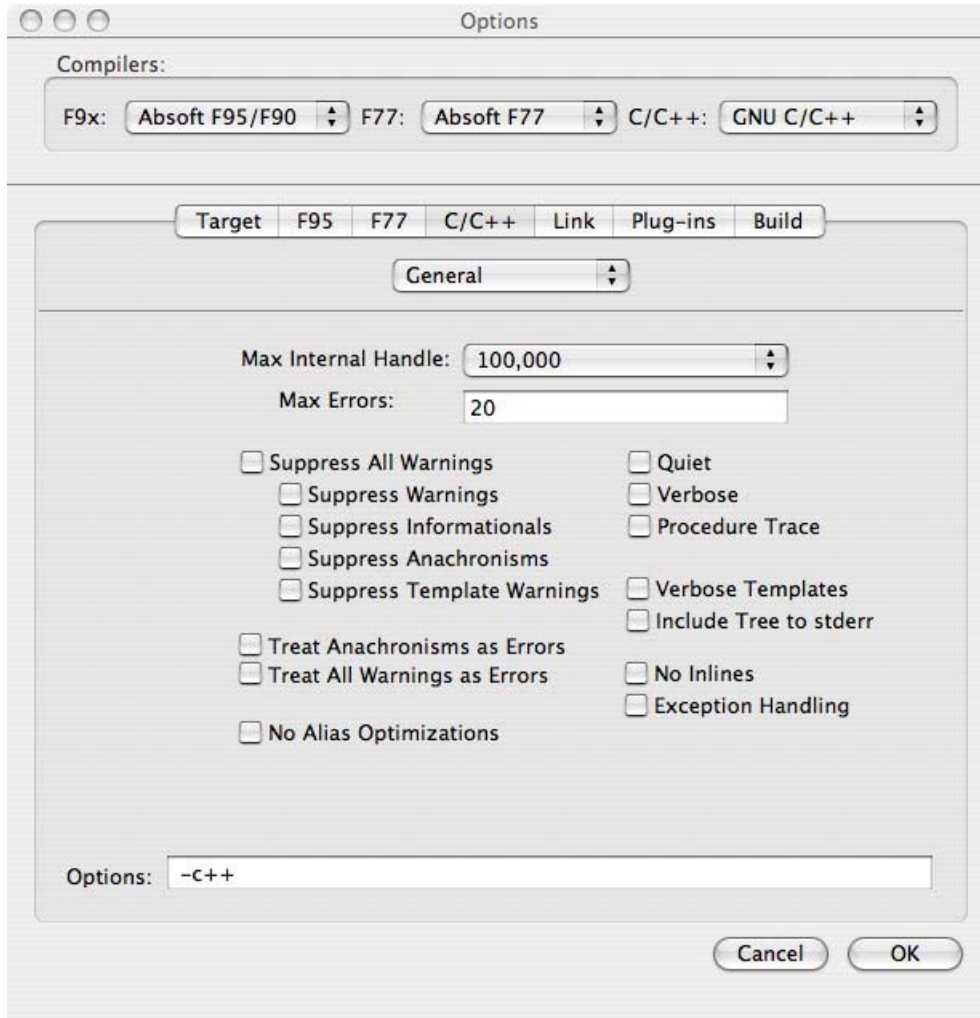 Options
Compilers:
F9x: Absoft F95/F90 F77: Absoft F77 C/C++: GNU C/C++
Target F95 F77 C/C++ Link Plug-ins Build
General
Max Internal Handle: 100,000
Max Errors: 20
Suppress All Warnings Quiet
Suppress Warnings Verbose
Suppress Informationals Procedure Trace
Suppress Anachronisms
Suppress Template Warnings Verbose Templates
Include Tree to stderr
Treat Anachronisms as Errors
Treat All Warnings as Errors No Inlines
Exception Handling
No Alias Optimizations
Options: -c++
Cancel OK